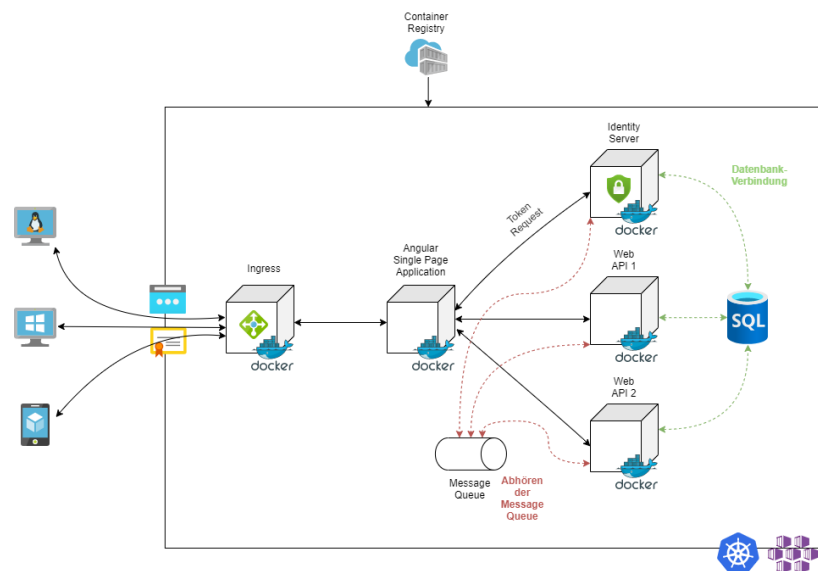 Container
Registry
Identity
Server
Datenbank-
Verbindung
docker
Token
Request
Angular
Single Page
Application
Ingress
Web
API 1
SQL
docker
docker
docker
Web
API 2
docker
Message
Queue
Abhören
der
Message
Queue